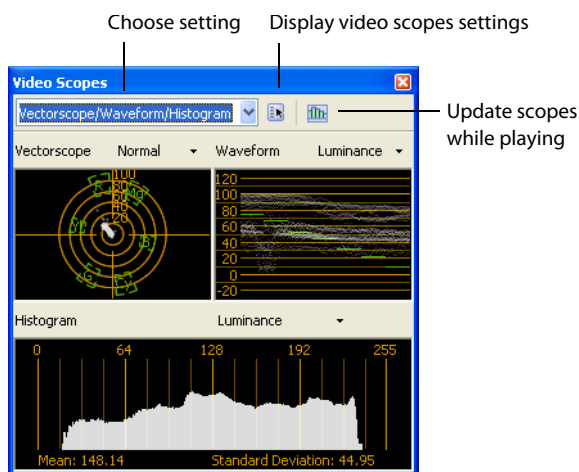 Choose setting
Display video scopes settings
Video Scopes
Vectorscope/Waveform/Histogram
Update scopes
while playing
Vectorscope Normal Waveform Luminance
100
80
60
40
20
R
Mg
B
Cy
G
Yl
120
100
80
60
40
20
0
-20
Histogram Luminance
0 64 128 192 255
Mean: 148.14 Standard Deviation: 44.95